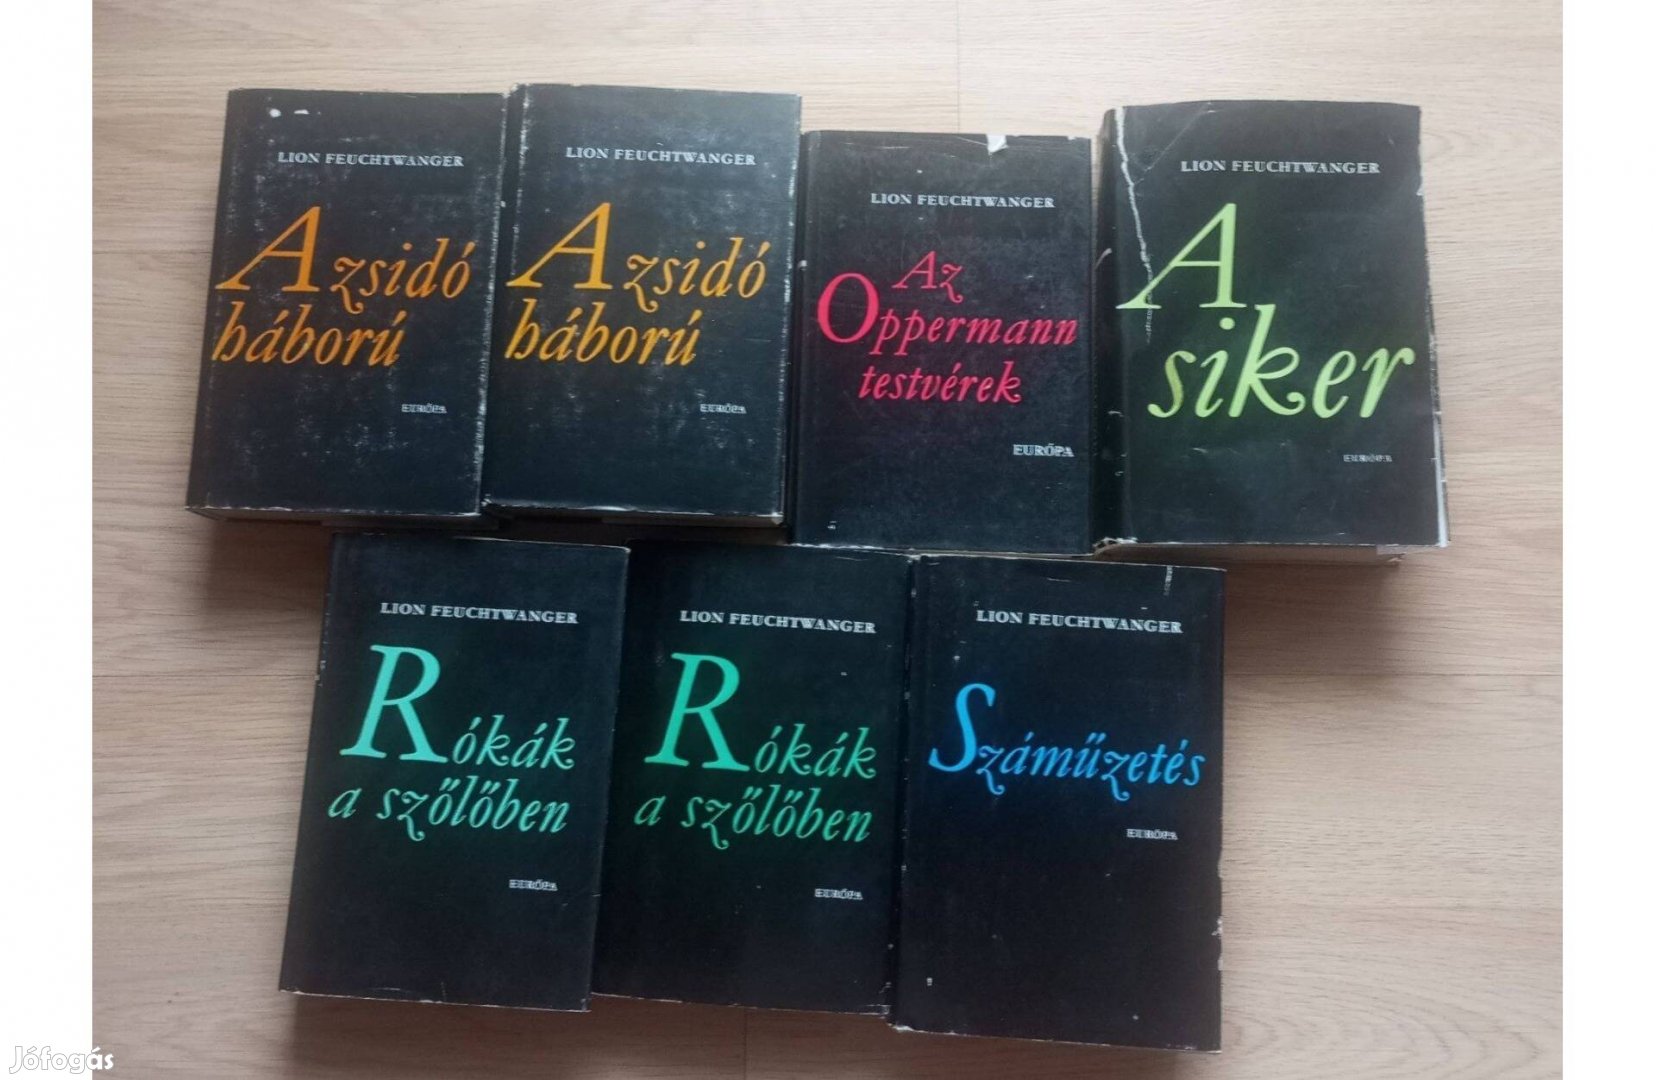 LION FEUCHTWANGER
A zsidó
háború
EURÓPA
LION FEUCHTWANGER
A zsidó
háború
EURÓPA
LION FEUCHTWANGER
Az
Oppermann
testvérek
EURÓPA
LION FEUCHTWANGER
A
siker
EURÓPA
LION FEUCHTWANGER
Rókák
a szőlőben
EURÓPA
LION FEUCHTWANGER
Rókák
a szőlőben
EURÓPA
LION FEUCHTWANGER
Száműzetés
EURÓPA
Jófogás